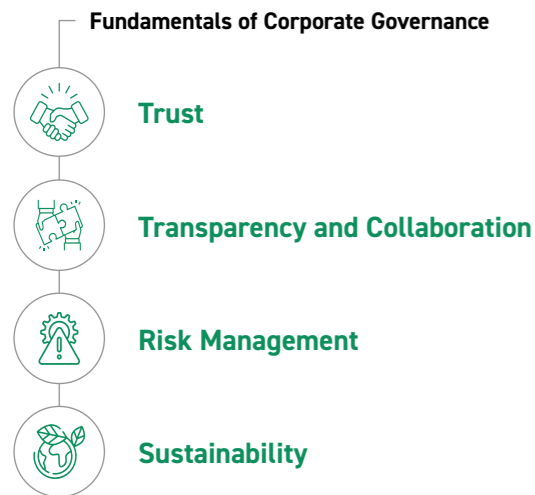 Fundamentals of Corporate Governance
Trust
Transparency and Collaboration
Risk Management
Sustainability